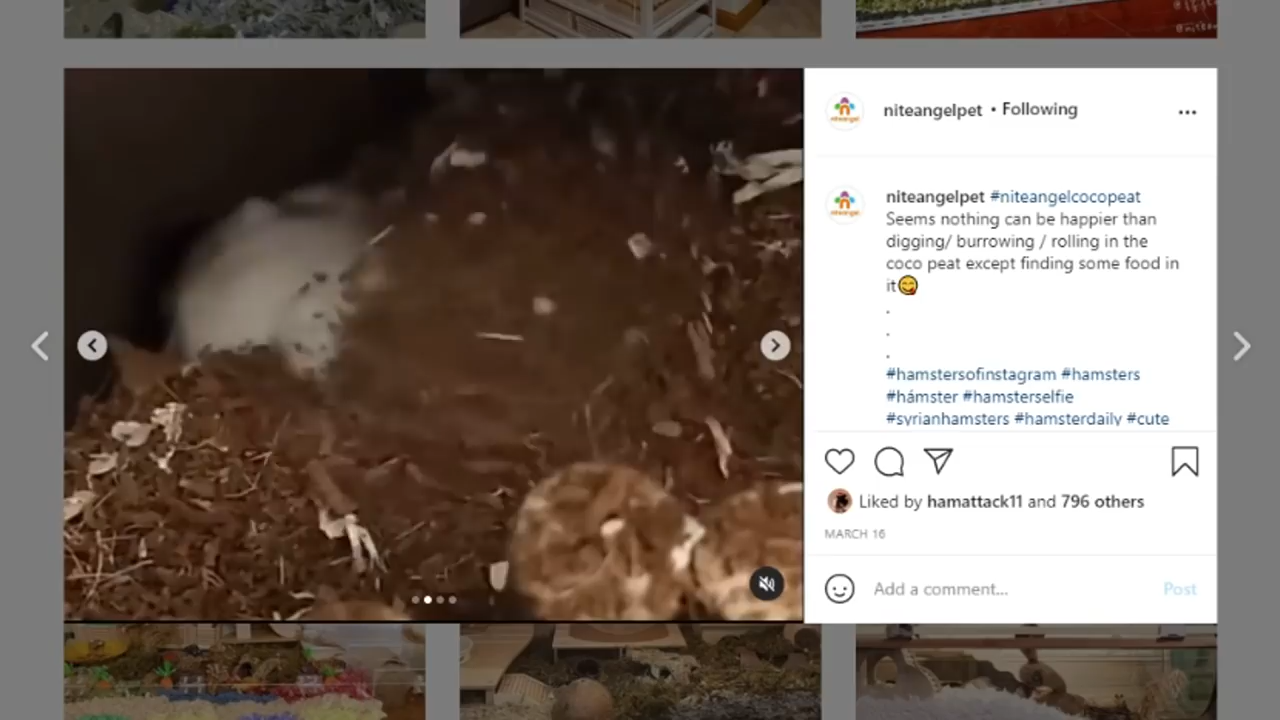 niteangelpet • Following
niteangelpet #niteangelcocopeat
Seems nothing can be happier than
digging/ burrowing / rolling in the
coco peat except finding some food in
it😋
.
.
.
#hamstersofinstagram #hamsters
#hámster #hamsterselfie
#syrianhamsters #hamsterdaily #cute
Liked by hamattack11 and 796 others
MARCH 16
Add a comment... Post